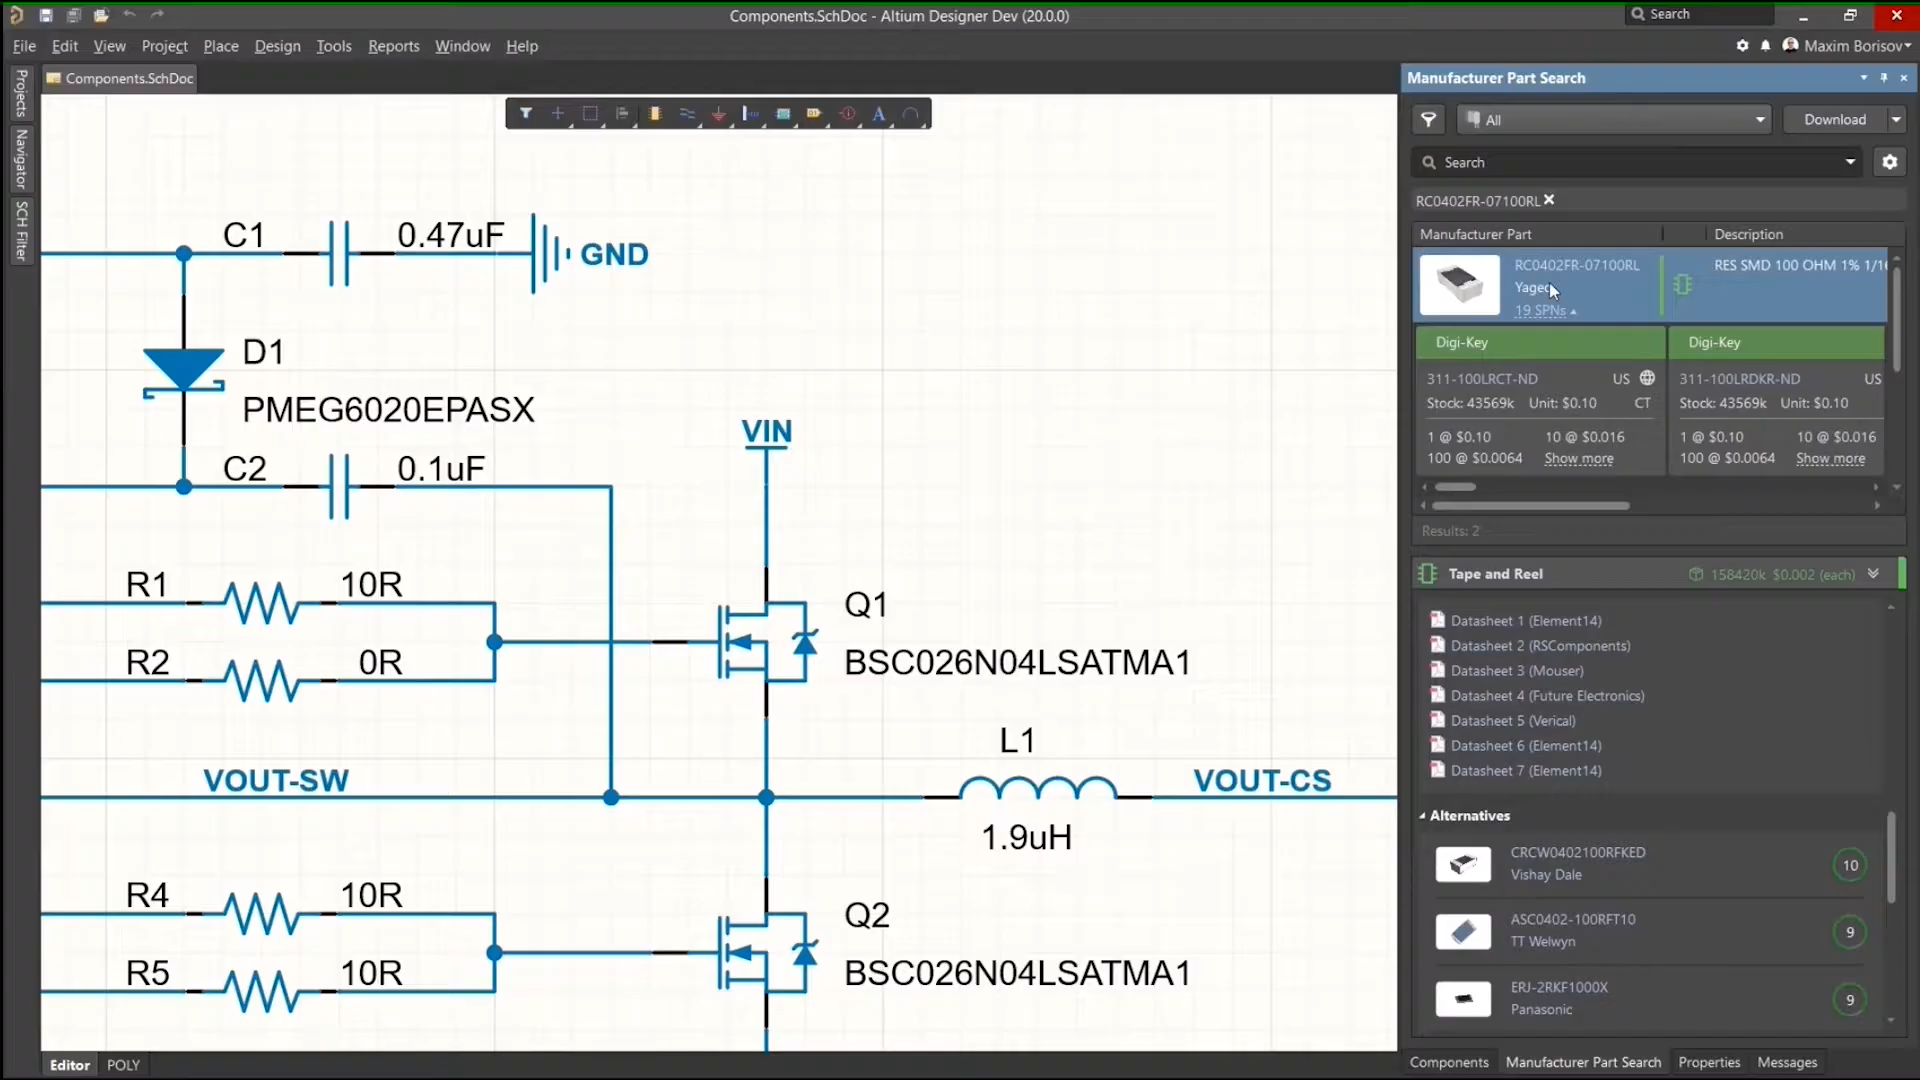 Components.SchDoc - Altium Designer Dev (20.0.0)
Search
File Edit View Project Place Design Tools Reports Window Help
Maxim Borisov
Projects
Navigator
SCH Filter
Components.SchDoc
C1 0.47uF GND
D1
PMEG6020EPASX
C2 0.1uF
VIN
R1 10R
R2 0R
Q1
BSC026N04LSATMA1
VOUT-SW
L1
VOUT-CS
1.9uH
R4 10R
R5 10R
Q2
BSC026N04LSATMA1
Editor POLY
Manufacturer Part Search
All
Download
Search
RC0402FR-07100RL
Manufacturer Part Description
RC0402FR-07100RL RES SMD 100 OHM 1% 1/1
Yageo
19 SPNs
Digi-Key Digi-Key
311-100LRCT-ND US 311-100LRDKR-ND US
Stock: 43569k Unit: $0.10 CT Stock: 43569k Unit: $0.10
1 @ $0.10 10 @ $0.016 1 @ $0.10 10 @ $0.016
100 @ $0.0064 Show more 100 @ $0.0064 Show more
Results: 2
Tape and Reel 158420k $0.002 (each)
Datasheet 1 (Element14)
Datasheet 2 (RSComponents)
Datasheet 3 (Mouser)
Datasheet 4 (Future Electronics)
Datasheet 5 (Verical)
Datasheet 6 (Element14)
Datasheet 7 (Element14)
Alternatives
CRCW0402100RFKED
Vishay Dale
10
ASC0402-100RFT10
TT Welwyn
9
ERJ-2RKF1000X
Panasonic
9
Components Manufacturer Part Search Properties Messages